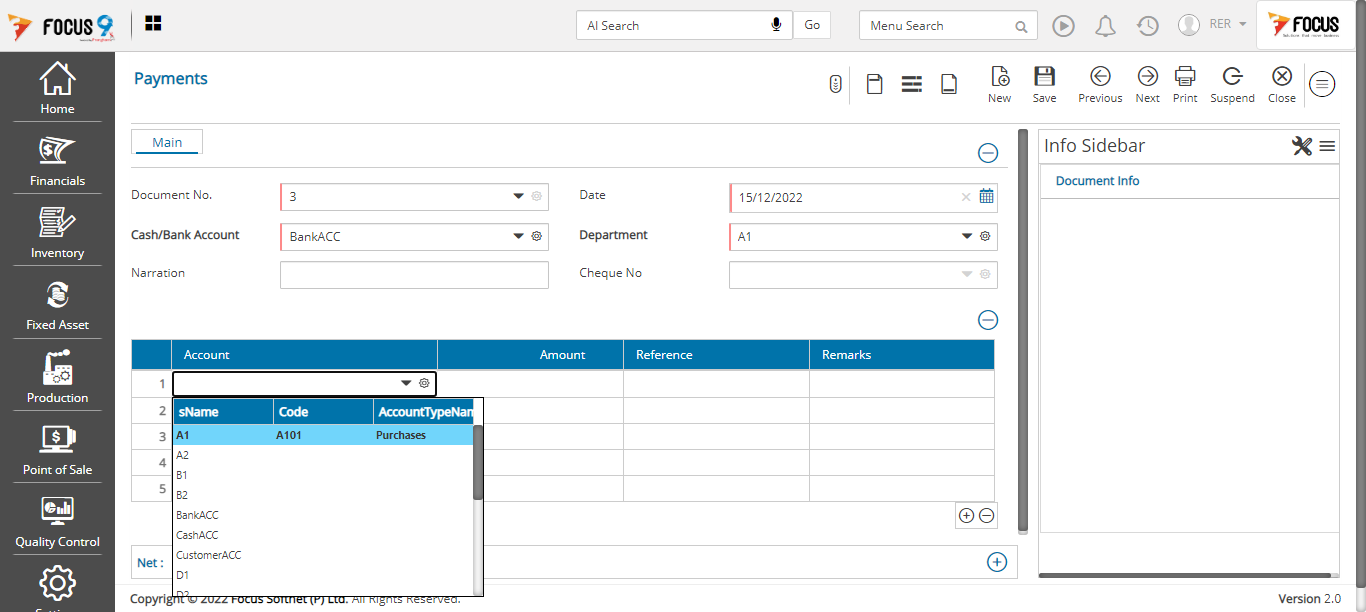 FOCUS 9
AI Search
Go
Menu Search
RER
FOCUS
Home
Financials
Inventory
Fixed Asset
Production
Point of Sale
Quality Control
Payments
New
Save
Previous
Next
Print
Suspend
Close
Main
Document No.
3
Date
15/12/2022
Cash/Bank Account
BankACC
Department
A1
Narration
Cheque No
Account
Amount
Reference
Remarks
1
2
3
4
5
sName
Code
AccountTypeNam
A1
A101
Purchases
A2
B1
B2
BankACC
CashACC
CustomerACC
D1
D2
Net :
Info Sidebar
Document Info
Copyright © 2022 Focus Softnet (P) Ltd. All Rights Reserved.
Version 2.0